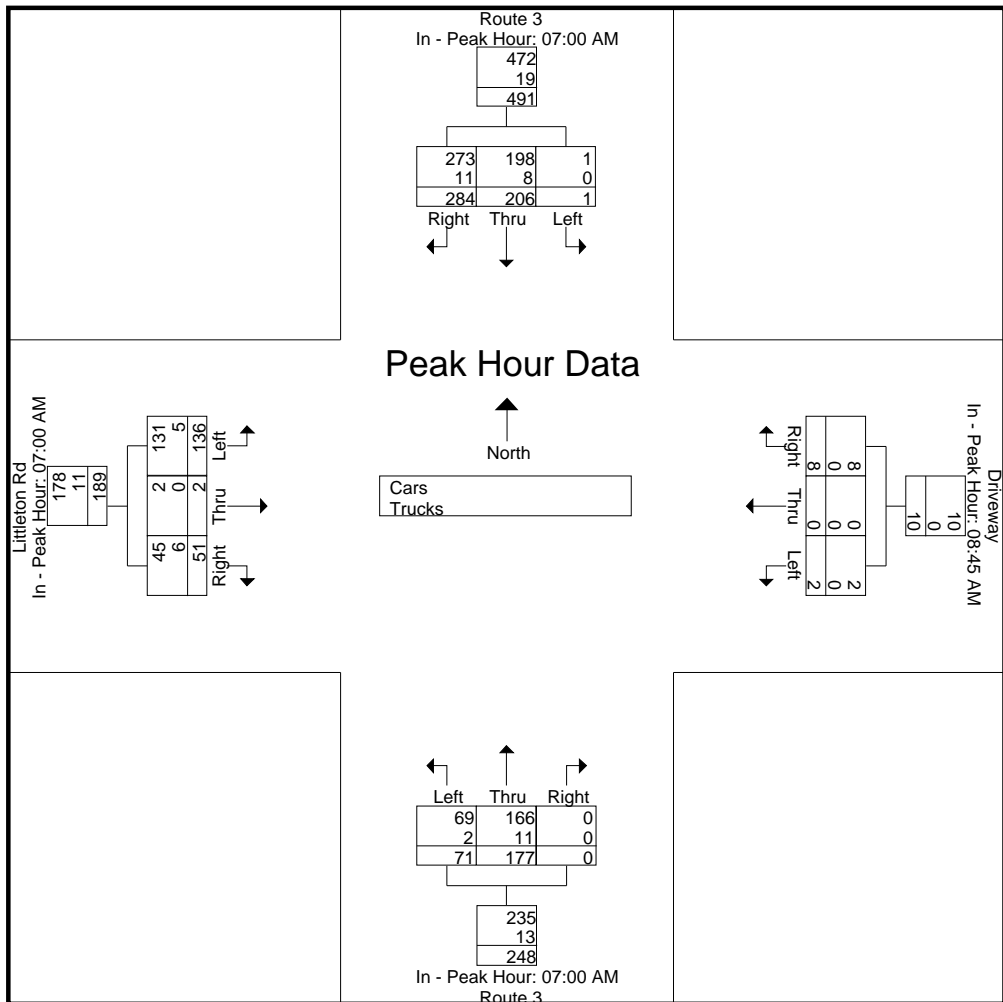 Route 3
In - Peak Hour: 07:00 AM
472
19
491
273 198 1
11 8 0
284 206 1
Right Thru Left
Peak Hour Data
North
Cars
Trucks
Littleton Rd
In - Peak Hour: 07:00 AM
178
11
189
131 2 45
5 0 6
136 2 51
Left Thru Right
Driveway
In - Peak Hour: 08:45 AM
10
0
10
8 0 2
0 0 0
8 0 2
Right Thru Left
Left Thru Right
69 166 0
2 11 0
71 177 0
235
13
248
In - Peak Hour: 07:00 AM
Route 3